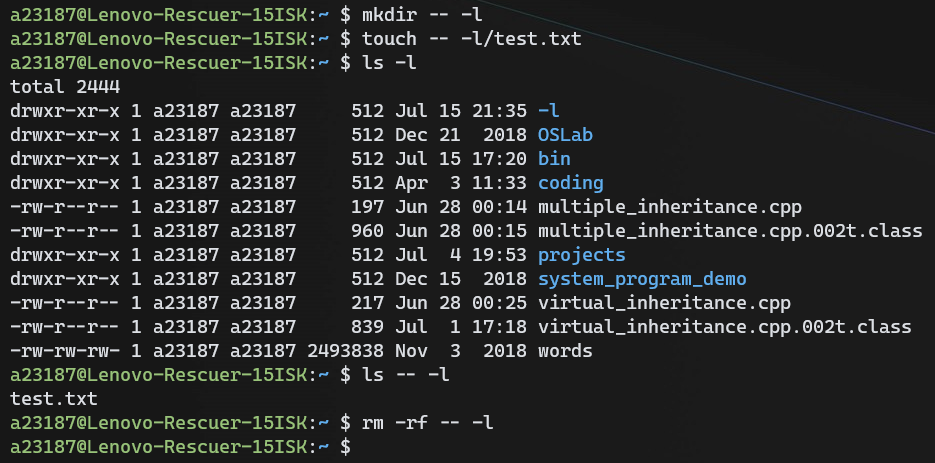 a23187@Lenovo-Rescuer-15ISK:~ $ mkdir -- -l
a23187@Lenovo-Rescuer-15ISK:~ $ touch -- -l/test.txt
a23187@Lenovo-Rescuer-15ISK:~ $ ls -l
total 2444
drwxr-xr-x 1 a23187 a23187     512 Jul 15 21:35 -l
drwxr-xr-x 1 a23187 a23187     512 Dec 21  2018 OSLab
drwxr-xr-x 1 a23187 a23187     512 Jul 15 17:20 bin
drwxr-xr-x 1 a23187 a23187     512 Apr  3 11:33 coding
-rw-r--r-- 1 a23187 a23187     197 Jun 28 00:14 multiple_inheritance.cpp
-rw-r--r-- 1 a23187 a23187     960 Jun 28 00:15 multiple_inheritance.cpp.002t.class
drwxr-xr-x 1 a23187 a23187     512 Jul  4 19:53 projects
drwxr-xr-x 1 a23187 a23187     512 Dec 15  2018 system_program_demo
-rw-r--r-- 1 a23187 a23187     217 Jun 28 00:25 virtual_inheritance.cpp
-rw-r--r-- 1 a23187 a23187     839 Jul  1 17:18 virtual_inheritance.cpp.002t.class
-rw-rw-rw- 1 a23187 a23187 2493838 Nov  3  2018 words
a23187@Lenovo-Rescuer-15ISK:~ $ ls -- -l
test.txt
a23187@Lenovo-Rescuer-15ISK:~ $ rm -rf -- -l
a23187@Lenovo-Rescuer-15ISK:~ $